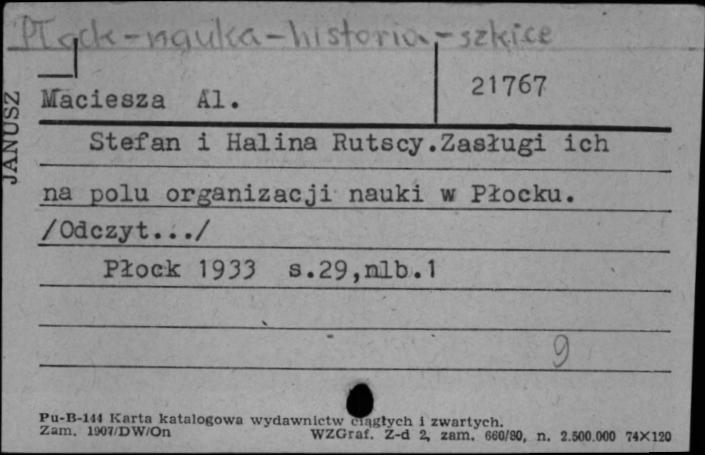 Płock-nauka-historia-szkice
21767
Maciesza Al.
JANUSZ
Stefan i Halina Rutscy.Zasługi ich
na polu organizacji nauki w Płocku.
/Odczyt.../
Płock 1933 s.29,nlb.1
9
Pu-B-144 Karta katalogowa wydawnictw ciągłych i zwartych.
Zam. 1907/DW/On WZGraf. Z-d 2, zam. 660/80, n. 2.500.000 74X120